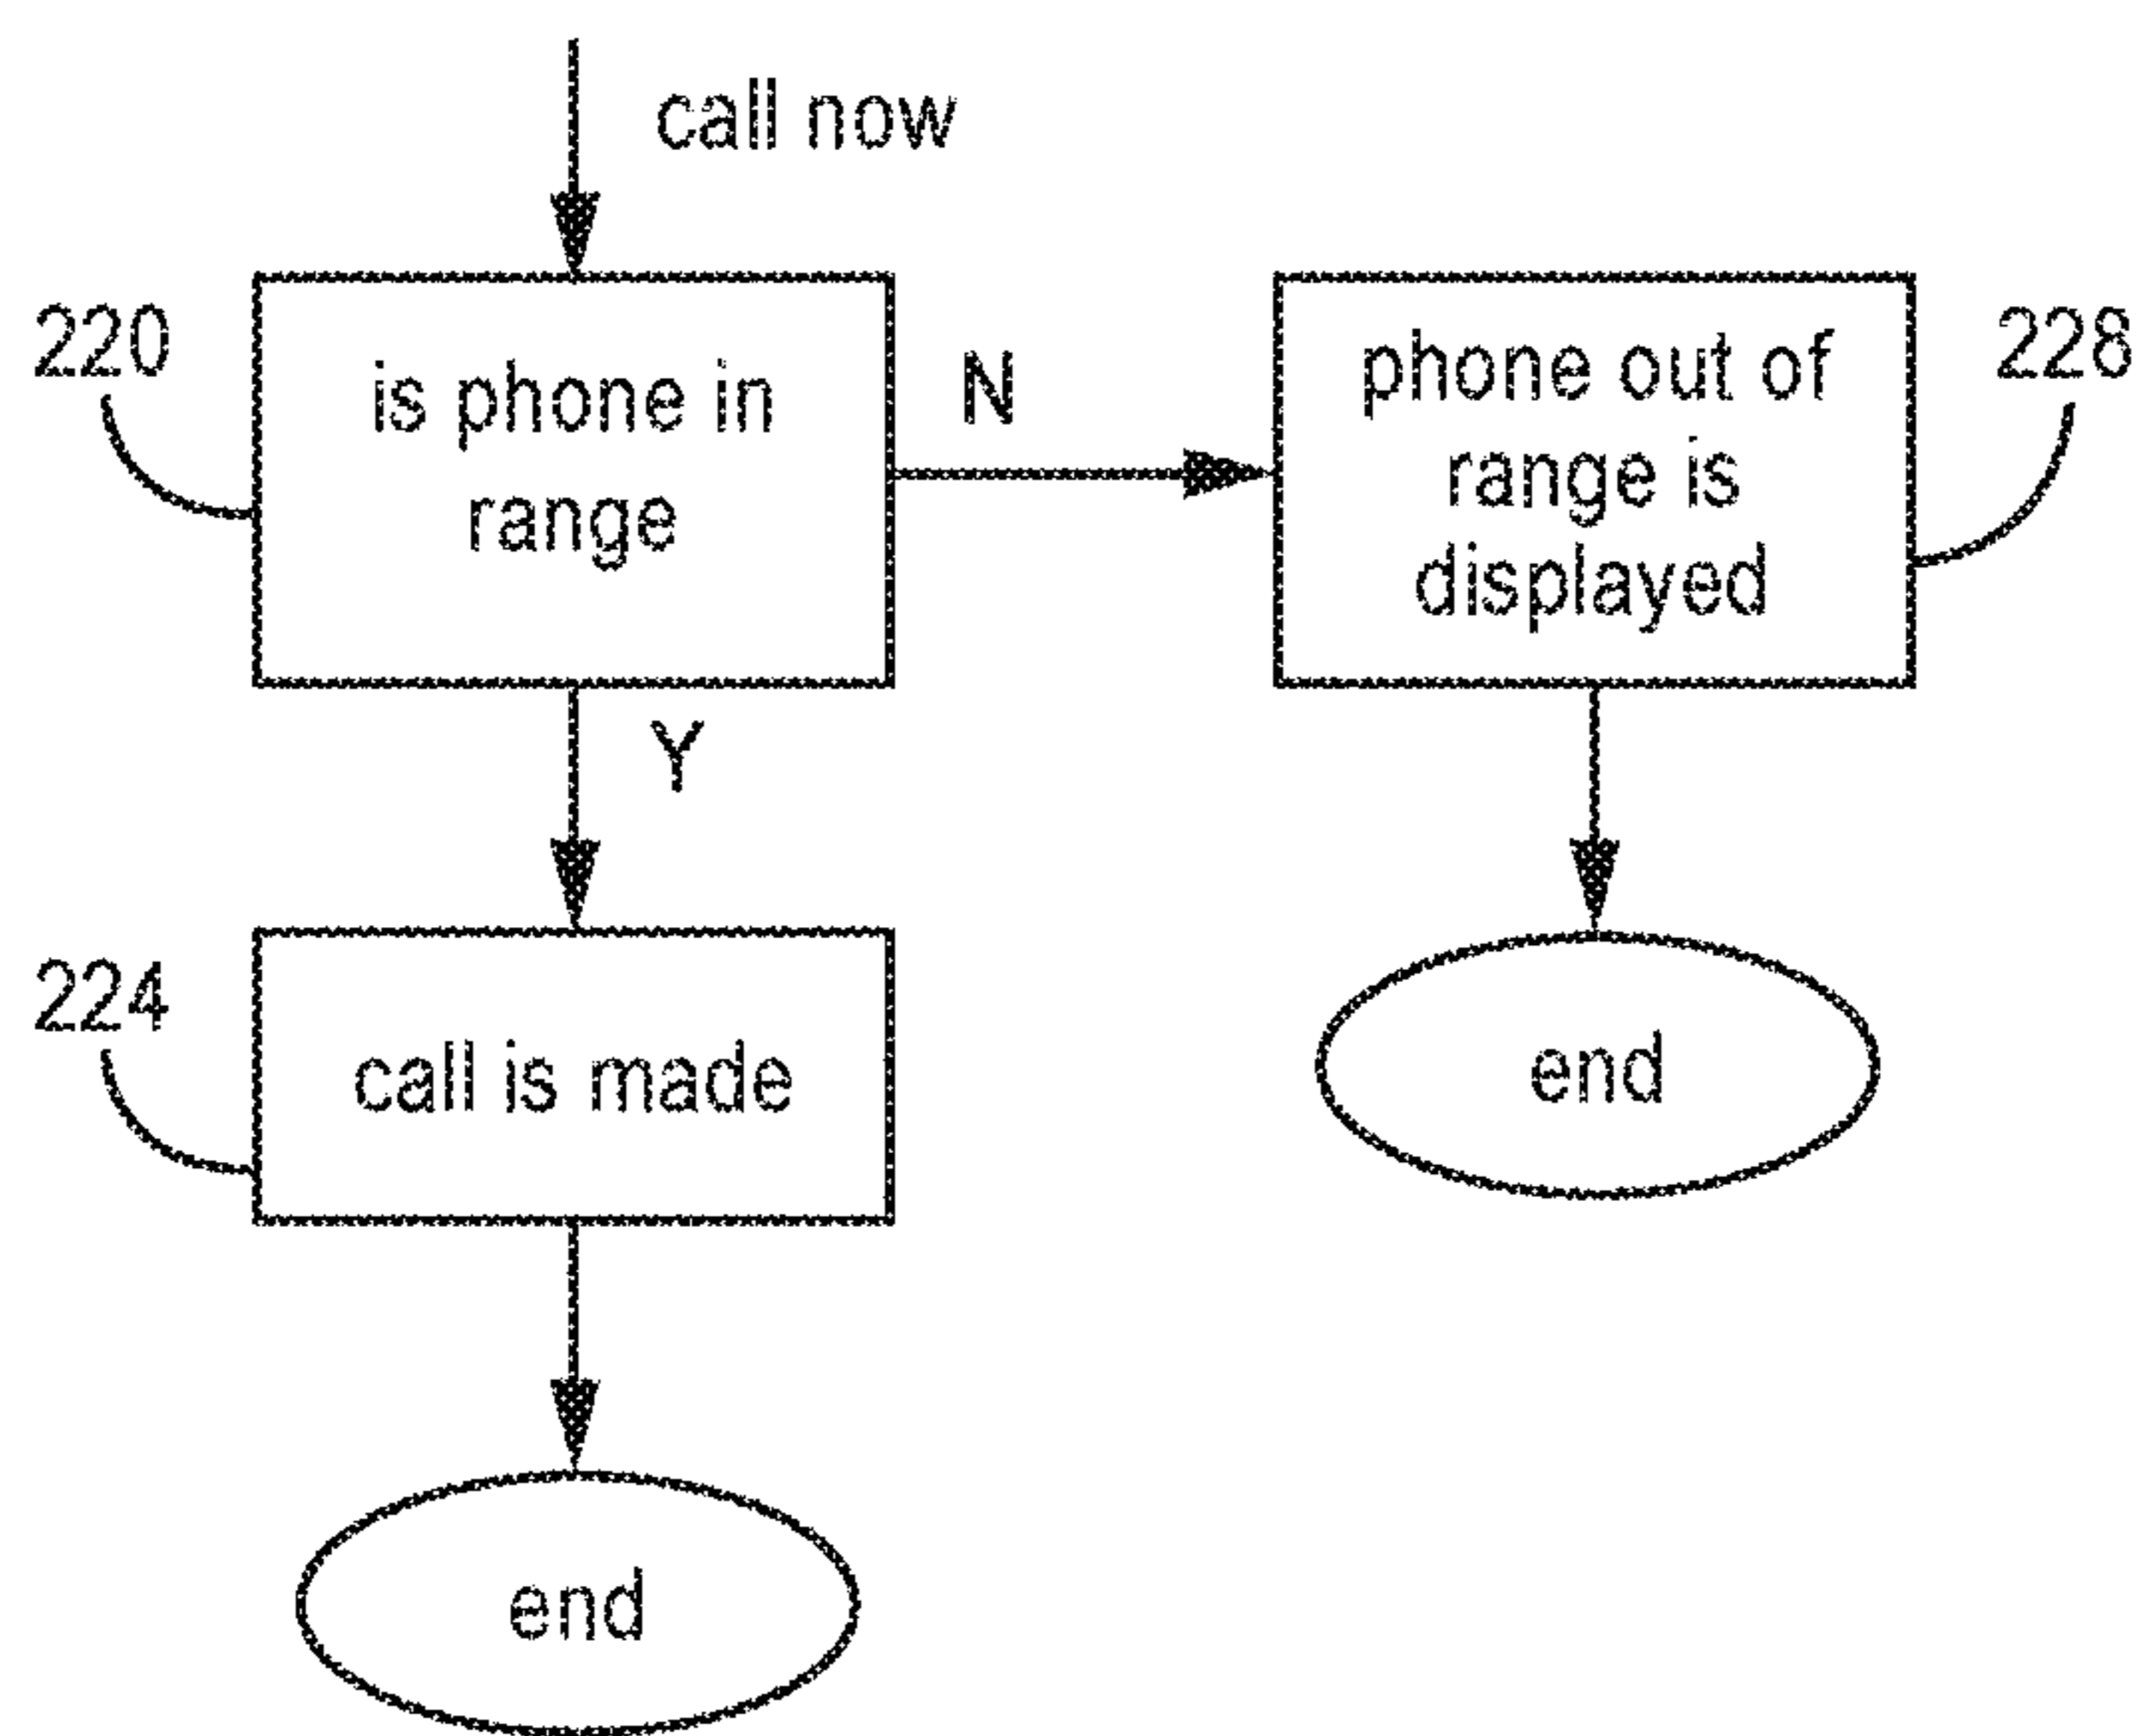 call now
220
is phone in
range
N
phone out of
range is
displayed
228
Y
224
call is made
end
end